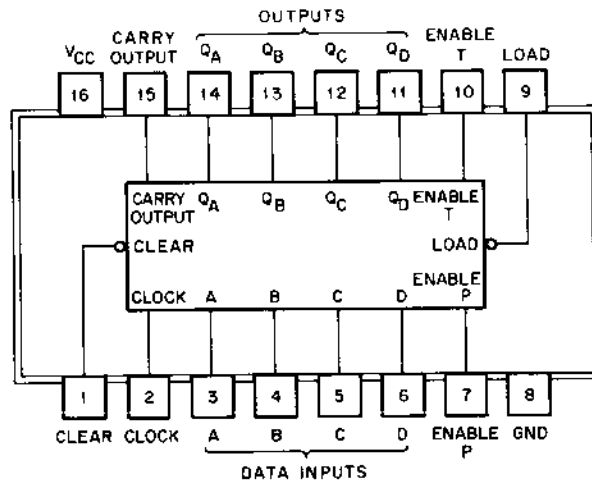 OUTPUTS
VCC CARRY OUTPUT QA QB QC QD ENABLE T LOAD
16 15 14 13 12 11 10 9
CARRY OUTPUT QA QB QC QD ENABLE T
CLEAR LOAD
CLOCK A B C D ENABLE P
1 2 3 4 5 6 7 8
CLEAR CLOCK A B C D ENABLE P GND
DATA INPUTS